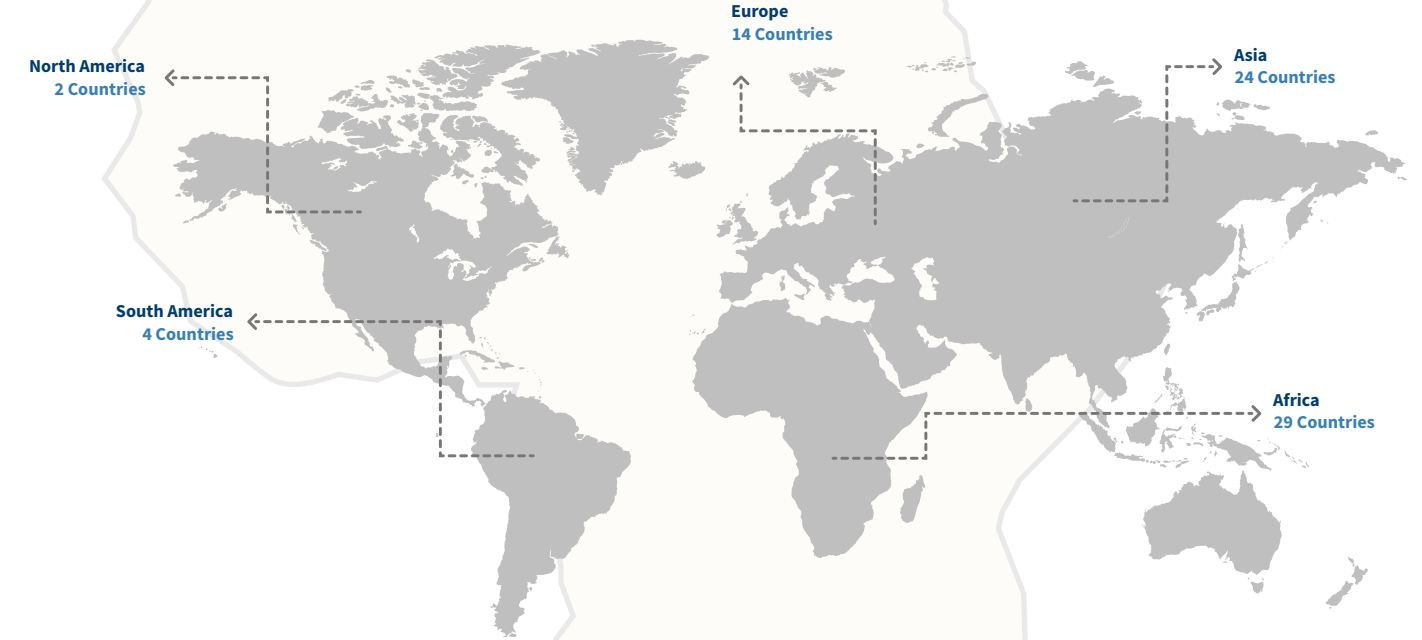 Europe
14 Countries
North America
2 Countries
Asia
24 Countries
South America
4 Countries
Africa
29 Countries